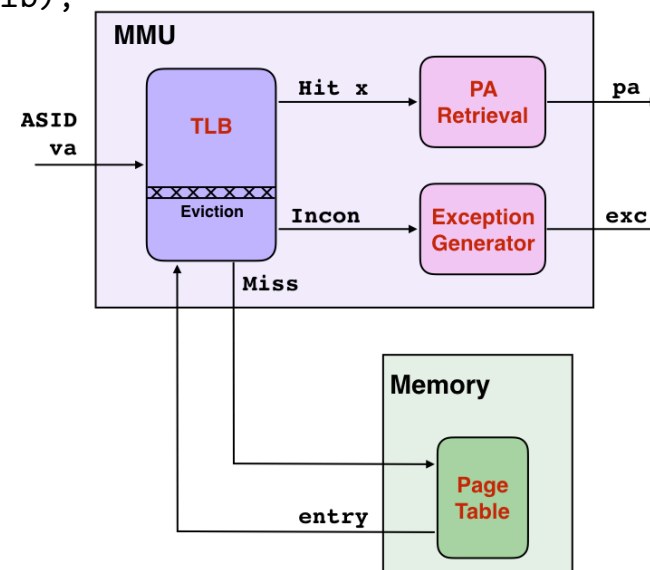 MMU
Hit x
PA
Retrieval
pa
ASID
va
TLB
Eviction
Incon
Exception
Generator
exc
Miss
Memory
Page
Table
entry